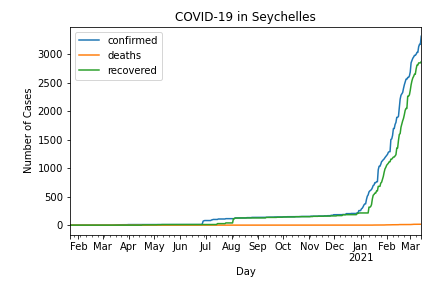 COVID-19 in Seychelles
confirmed
deaths
recovered
Number of Cases
3000
2500
2000
1500
1000
500
0
Feb Mar Apr May Jun Jul Aug Sep Oct Nov Dec Jan Feb Mar
2021
Day